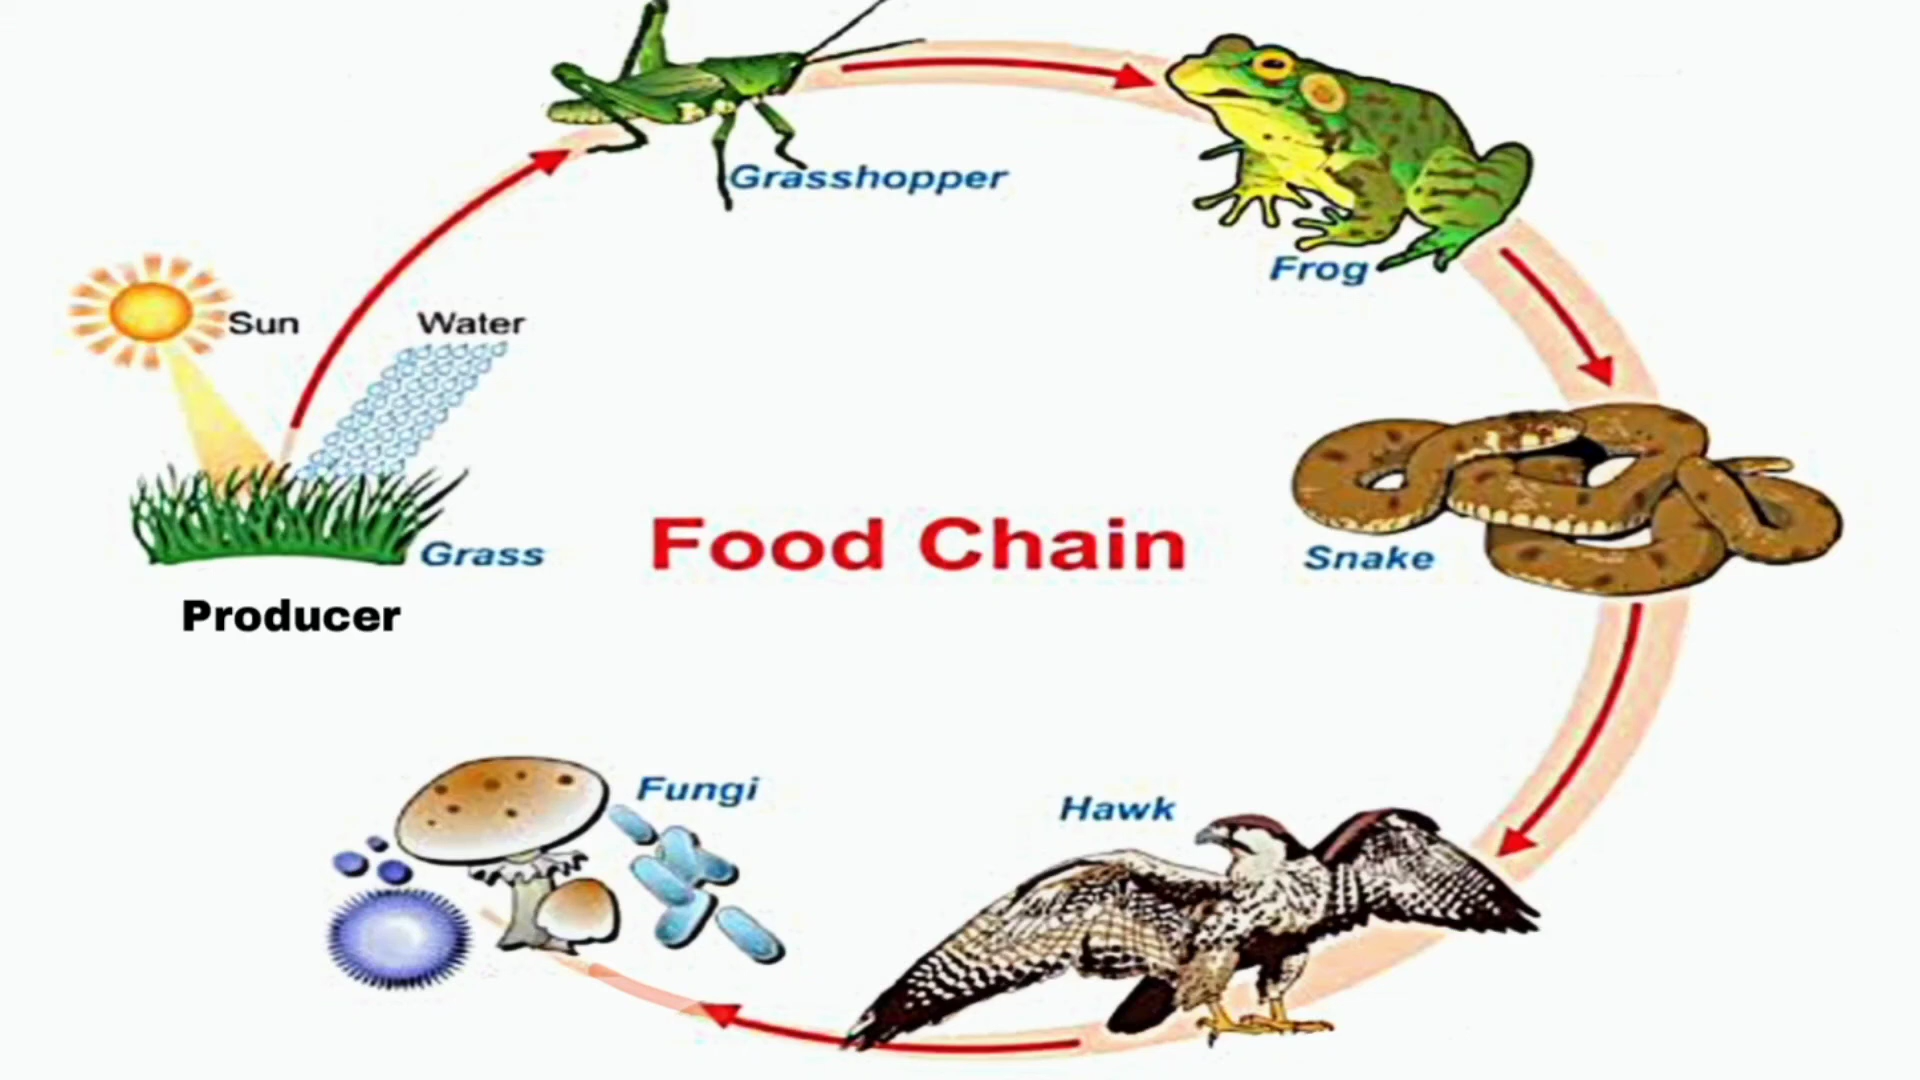 Grasshopper
Frog
Sun
Water
Grass
Food Chain
Snake
Producer
Fungi
Hawk